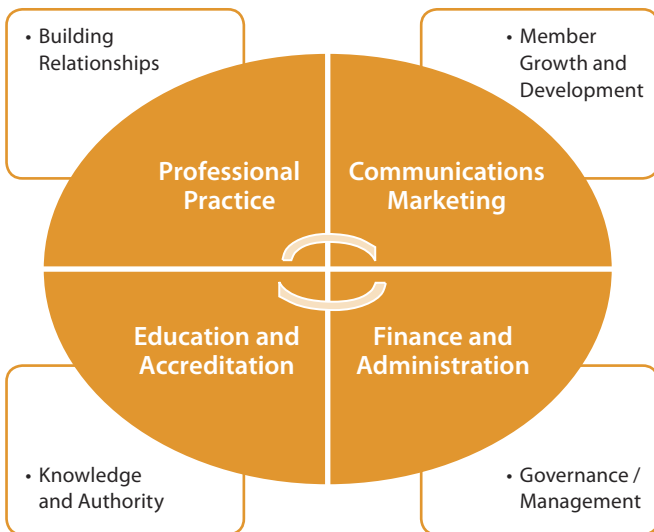 • Building
Relationships
• Member
Growth and
Development
Professional
Practice
Communications
Marketing
Education and
Accreditation
Finance and
Administration
• Knowledge
and Authority
• Governance /
Management